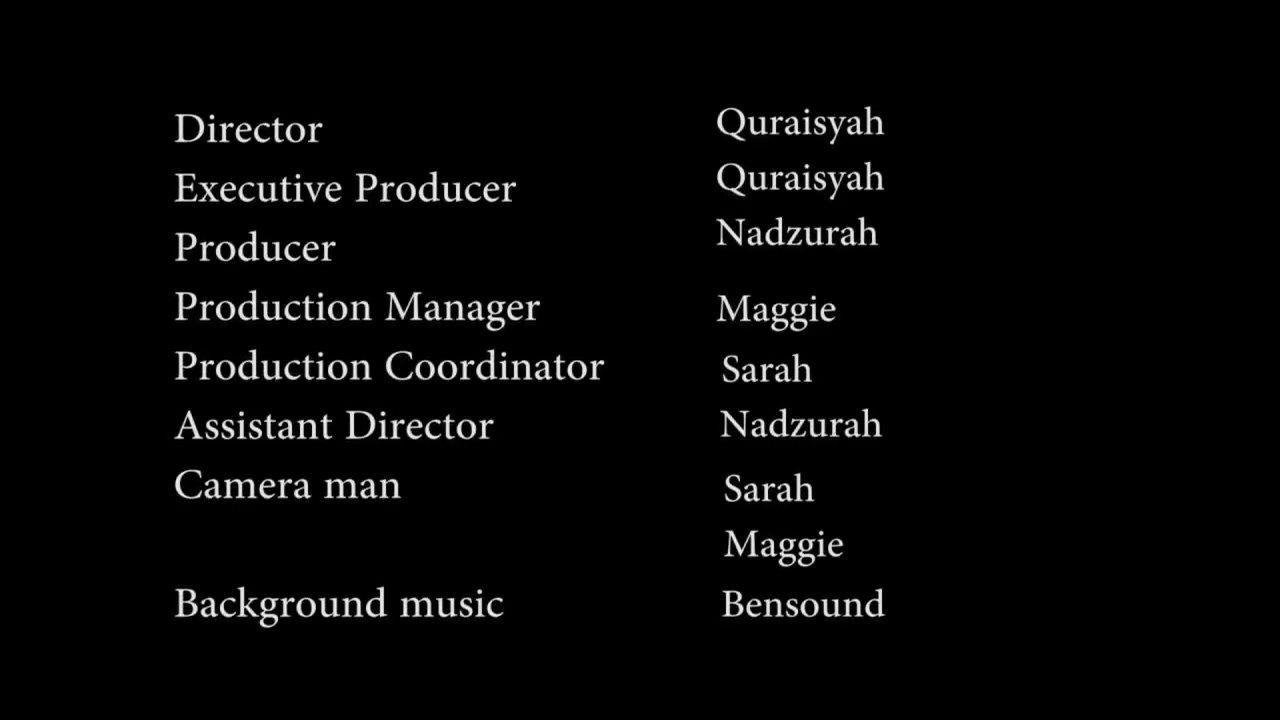 Director Quraisyah
Executive Producer Quraisyah
Producer Nadzurah
Production Manager Maggie
Production Coordinator Sarah
Assistant Director Nadzurah
Camera man Sarah
Maggie
Background music Bensound